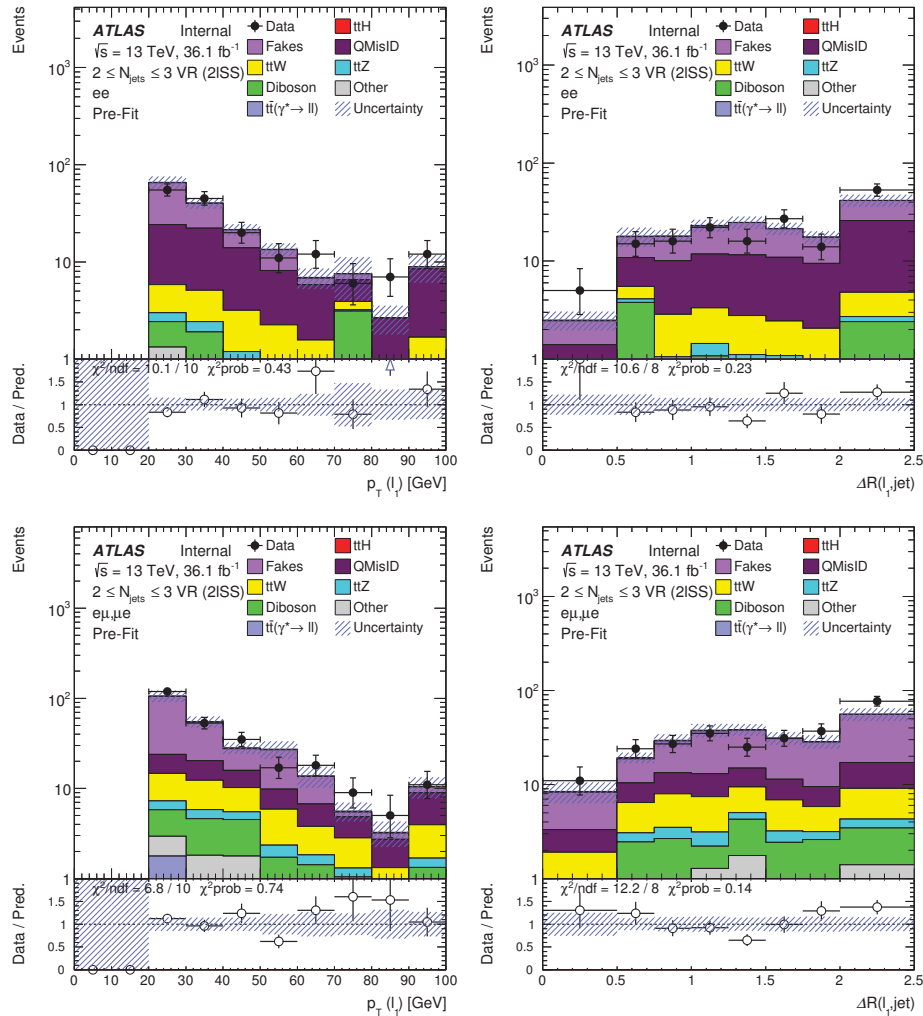 Events
ATLAS Internal
√s = 13 TeV, 36.1 fb⁻¹
2 ≤ N_jets ≤ 3 VR (2lSS)
ee
Pre-Fit
Data ttH
Fakes QMisID
ttW ttZ
Diboson Other
tt̄(γ*→ ll) Uncertainty
10³
10²
10
1
χ²/ndf = 10.1 / 10 χ²prob = 0.43
Data / Pred.
1.5
1
0.5
0
0 10 20 30 40 50 60 70 80 90 100
p_T (l_1) [GeV]
Events
ATLAS Internal
√s = 13 TeV, 36.1 fb⁻¹
2 ≤ N_jets ≤ 3 VR (2lSS)
ee
Pre-Fit
Data ttH
Fakes QMisID
ttW ttZ
Diboson Other
tt̄(γ*→ ll) Uncertainty
10³
10²
10
1
χ²/ndf = 10.6 / 8 χ²prob = 0.23
Data / Pred.
1.5
1
0.5
0
0 0.5 1 1.5 2 2.5
ΔR(l_1,jet)
Events
ATLAS Internal
√s = 13 TeV, 36.1 fb⁻¹
2 ≤ N_jets ≤ 3 VR (2lSS)
eμ,μe
Pre-Fit
Data ttH
Fakes QMisID
ttW ttZ
Diboson Other
tt̄(γ*→ ll) Uncertainty
10³
10²
10
1
χ²/ndf = 6.8 / 10 χ²prob = 0.74
Data / Pred.
1.5
1
0.5
0
0 10 20 30 40 50 60 70 80 90 100
p_T (l_1) [GeV]
Events
ATLAS Internal
√s = 13 TeV, 36.1 fb⁻¹
2 ≤ N_jets ≤ 3 VR (2lSS)
eμ,μe
Pre-Fit
Data ttH
Fakes QMisID
ttW ttZ
Diboson Other
tt̄(γ*→ ll) Uncertainty
10³
10²
10
1
χ²/ndf = 12.2 / 8 χ²prob = 0.14
Data / Pred.
1.5
1
0.5
0
0 0.5 1 1.5 2 2.5
ΔR(l_1,jet)